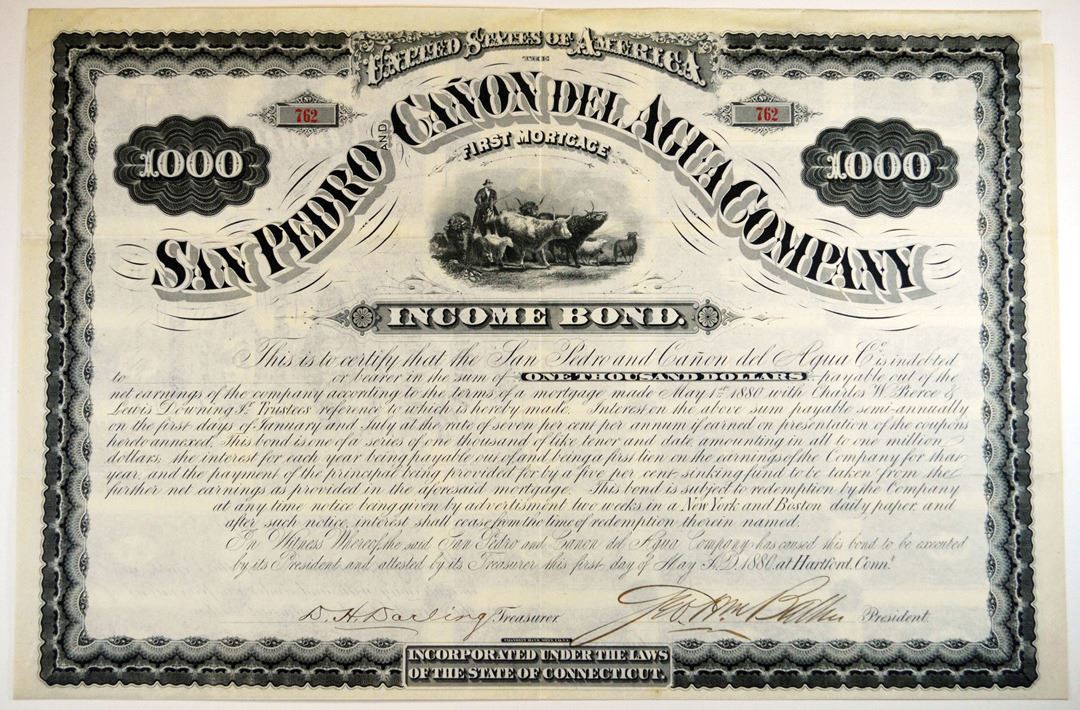 UNITED STATES OF AMERICA.
THE
762
762
SAN PEDRO AND CAÑON DEL AGUA COMPANY
FIRST MORTGAGE
1000
1000
INCOME BOND.
This is to certify that the San Pedro and Cañon del Agua Co. is indebted
to or bearer in the sum of ONE THOUSAND DOLLARS payable out of the
net earnings of the company according to the terms of a mortgage made May 1st 1880 with Charles W. Pierce &
Lewis Downing Jr. Trustees reference to which is hereby made. Interest on the above sum payable semi-annually
on the first days of January and July at the rate of seven per cent per annum if earned on presentation of the coupons
hereto annexed. This bond is one of a series of one thousand of like tenor and date, amounting in all to one million
dollars, the interest for each year being payable out of and being a first lien on the earnings of the Company for that
year, and the payment of the principal being provided for by a five per cent sinking fund to be taken from the
further net earnings as provided in the aforesaid mortgage. This bond is subject to redemption by the Company
at any time notice being given by advertisment two weeks in a New York and Boston daily paper, and
after such notice, interest shall cease from the time of redemption therein named.
In Witness Whereof, the said San Pedro and Cañon del Agua Company has caused this bond to be executed
by its President and attested by its Treasurer this first day of May A.D. 1880. at Hartford, Conn.
D. H. Darling Treasurer. President.
INCORPORATED UNDER THE LAWS
OF THE STATE OF CONNECTICUT.